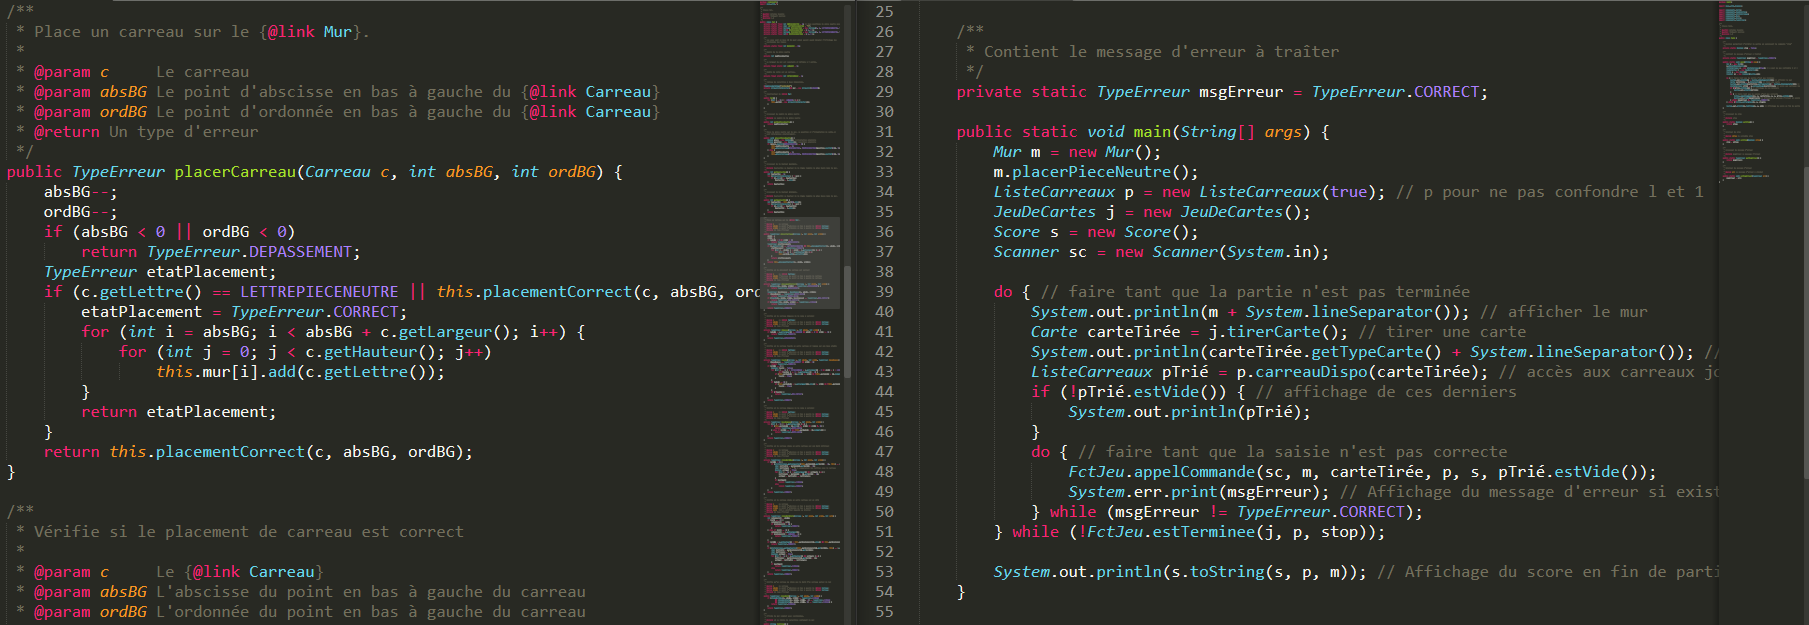 /**
 * Place un carreau sur le {@link Mur}.
 *
 * @param c     Le carreau
 * @param absBG Le point d'abscisse en bas à gauche du {@link Carreau}
 * @param ordBG Le point d'ordonnée en bas à gauche du {@link Carreau}
 * @return Un type d'erreur
 */
public TypeErreur placerCarreau(Carreau c, int absBG, int ordBG) {
    absBG--;
    ordBG--;
    if (absBG < 0 || ordBG < 0)
        return TypeErreur.DEPASSEMENT;
    TypeErreur etatPlacement;
    if (c.getLettre() == LETTREPIECENEUTRE || this.placementCorrect(c, absBG, ord
        etatPlacement = TypeErreur.CORRECT;
        for (int i = absBG; i < absBG + c.getLargeur(); i++) {
            for (int j = 0; j < c.getHauteur(); j++)
                this.mur[i].add(c.getLettre());
        }
        return etatPlacement;
    }
    return this.placementCorrect(c, absBG, ordBG);
}

/**
 * Vérifie si le placement de carreau est correct
 *
 * @param c     Le {@link Carreau}
 * @param absBG L'abscisse du point en bas à gauche du carreau
 * @param ordBG L'ordonnée du point en bas à gauche du carreau
25
26 /**
27  * Contient le message d'erreur à traîter
28  */
29 private static TypeErreur msgErreur = TypeErreur.CORRECT;
30
31 public static void main(String[] args) {
32     Mur m = new Mur();
33     m.placerPieceNeutre();
34     ListeCarreaux p = new ListeCarreaux(true); // p pour ne pas confondre l et 1
35     JeuDeCartes j = new JeuDeCartes();
36     Score s = new Score();
37     Scanner sc = new Scanner(System.in);
38
39     do { // faire tant que la partie n'est pas terminée
40         System.out.println(m + System.lineSeparator()); // afficher le mur
41         Carte carteTirée = j.tirerCarte(); // tirer une carte
42         System.out.println(carteTirée.getTypeCarte() + System.lineSeparator()); //
43         ListeCarreaux pTrié = p.carreauDispo(carteTirée); // accès aux carreaux jo
44         if (!pTrié.estVide()) { // affichage de ces derniers
45             System.out.println(pTrié);
46         }
47         do { // faire tant que la saisie n'est pas correcte
48             FctJeu.appelCommande(sc, m, carteTirée, p, s, pTrié.estVide());
49             System.err.print(msgErreur); // Affichage du message d'erreur si exist
50         } while (msgErreur != TypeErreur.CORRECT);
51     } while (!FctJeu.estTerminee(j, p, stop));
52
53     System.out.println(s.toString(s, p, m)); // Affichage du score en fin de parti
54 }
55